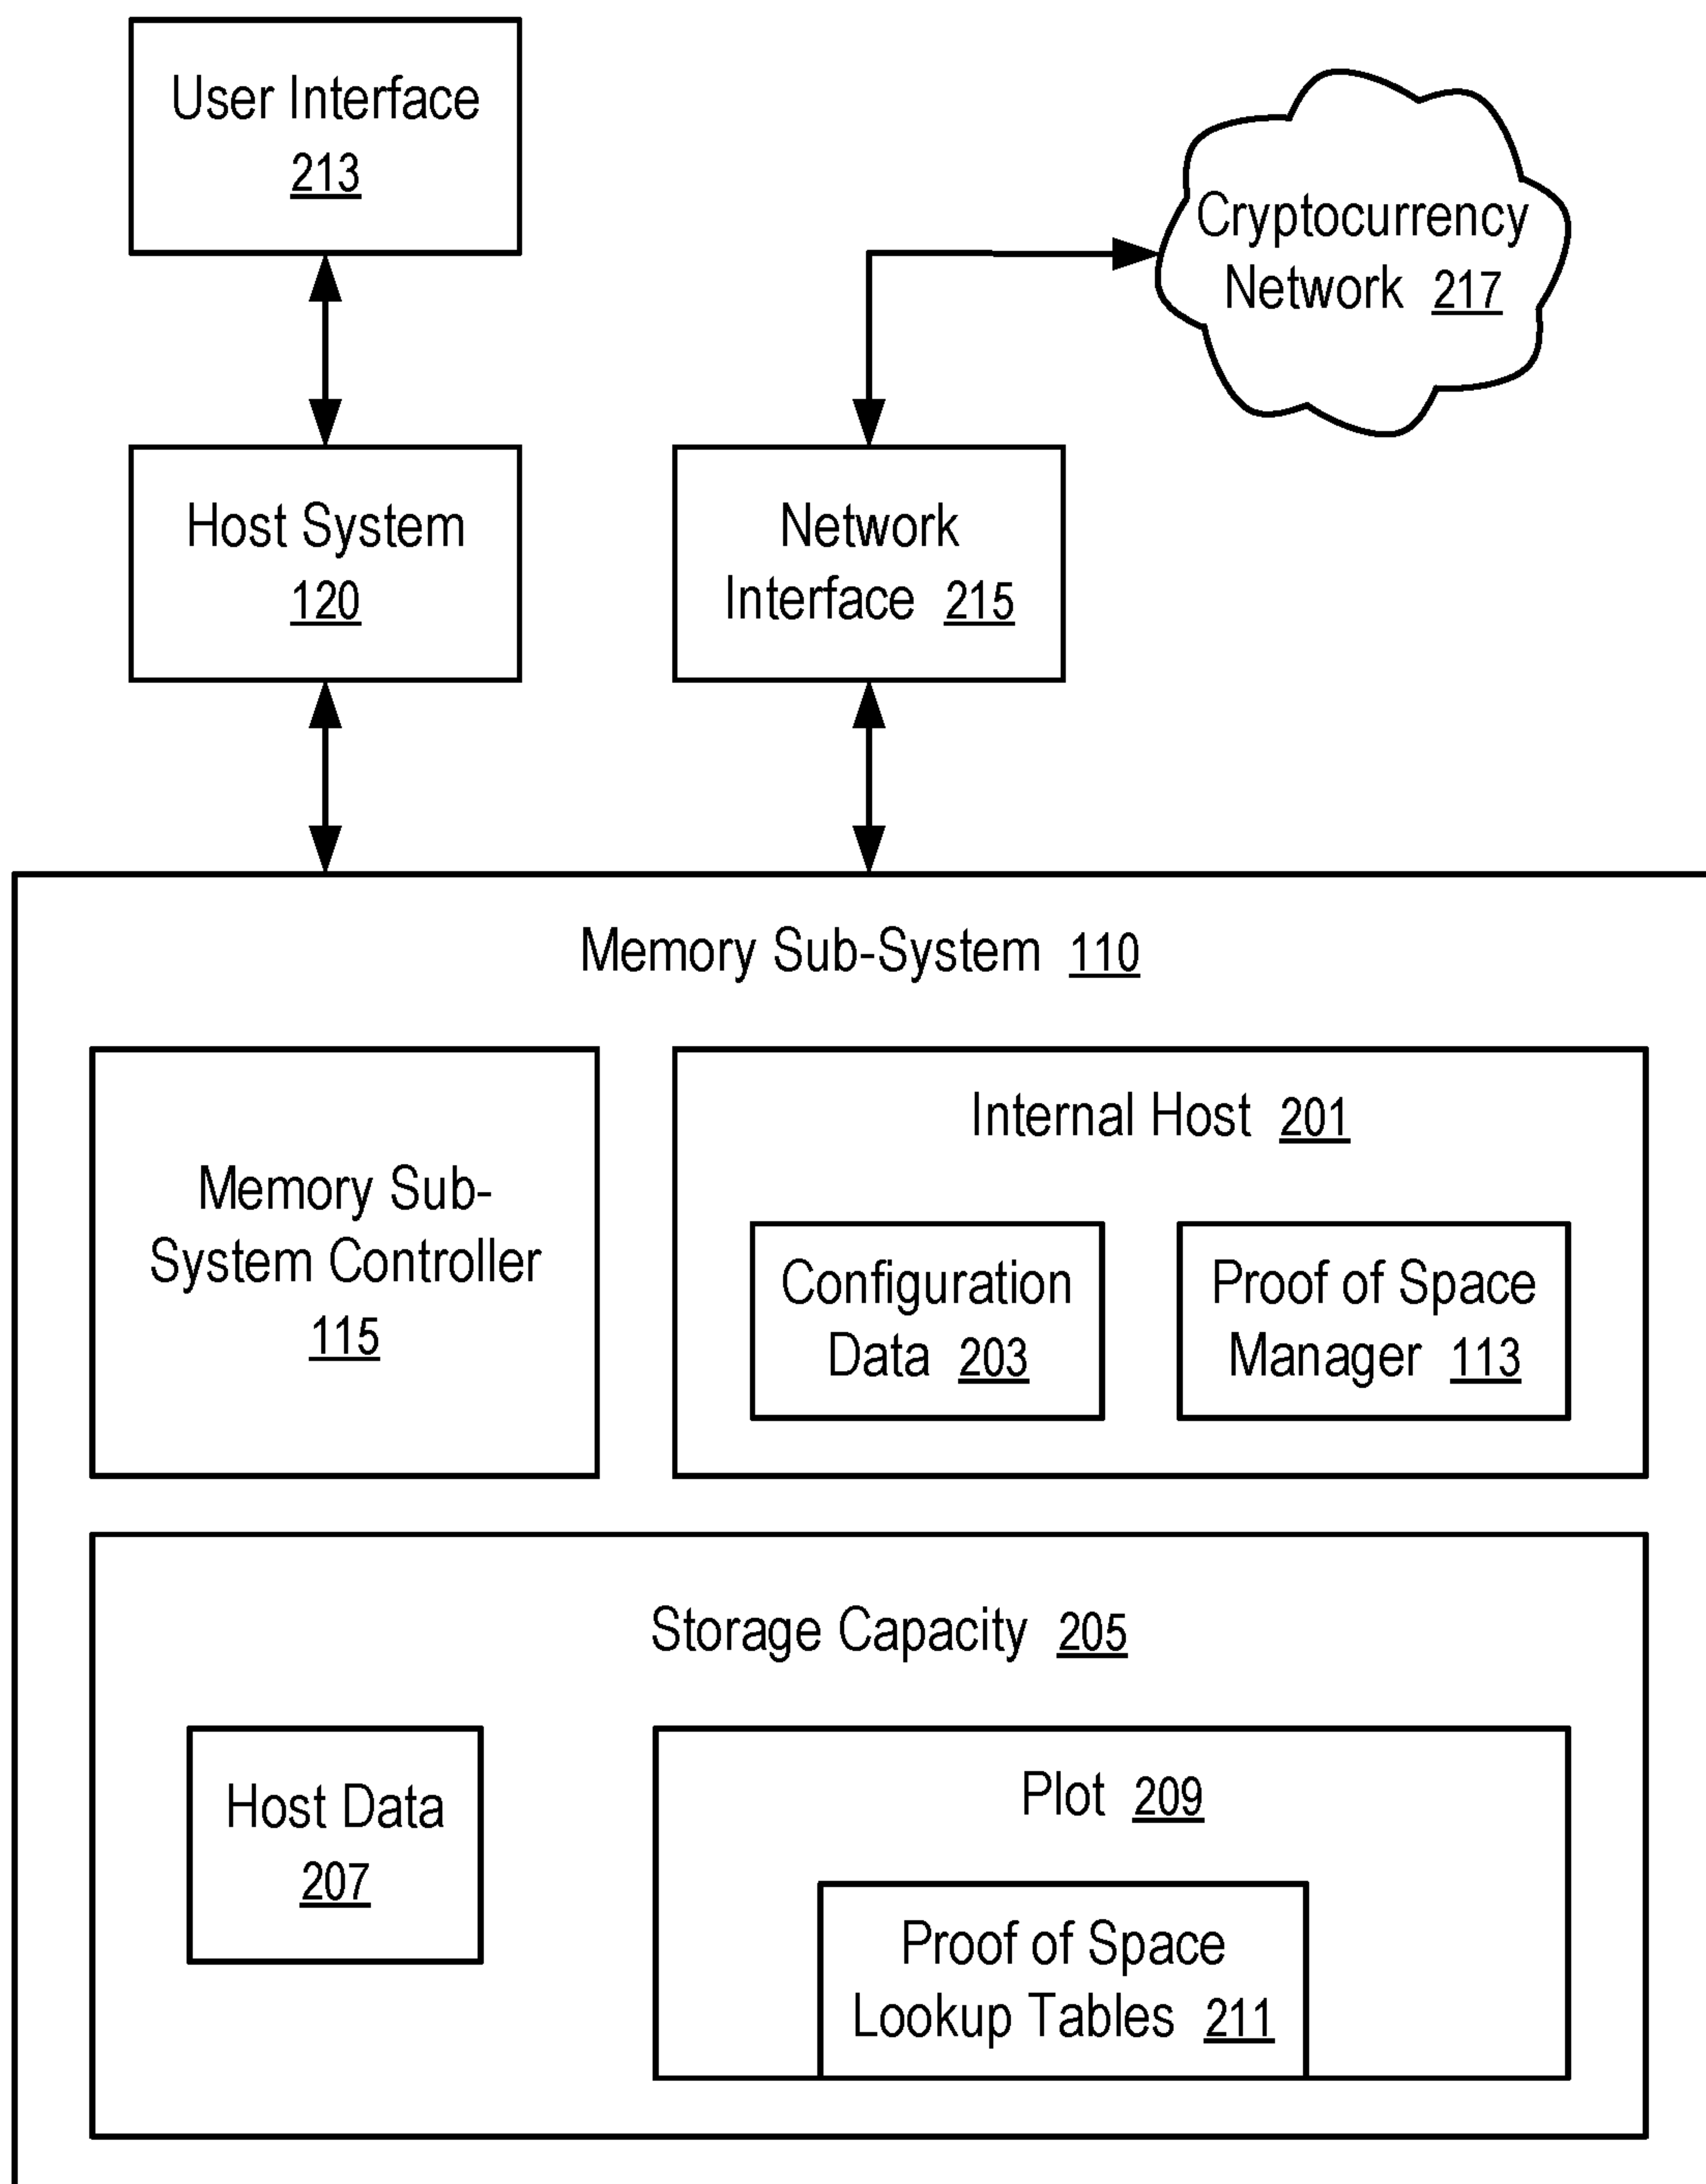 User Interface
213
Cryptocurrency
Network 217
Host System
120
Network
Interface 215
Memory Sub-System 110
Memory Sub-
System Controller
115
Internal Host 201
Configuration
Data 203
Proof of Space
Manager 113
Storage Capacity 205
Host Data
207
Plot 209
Proof of Space
Lookup Tables 211